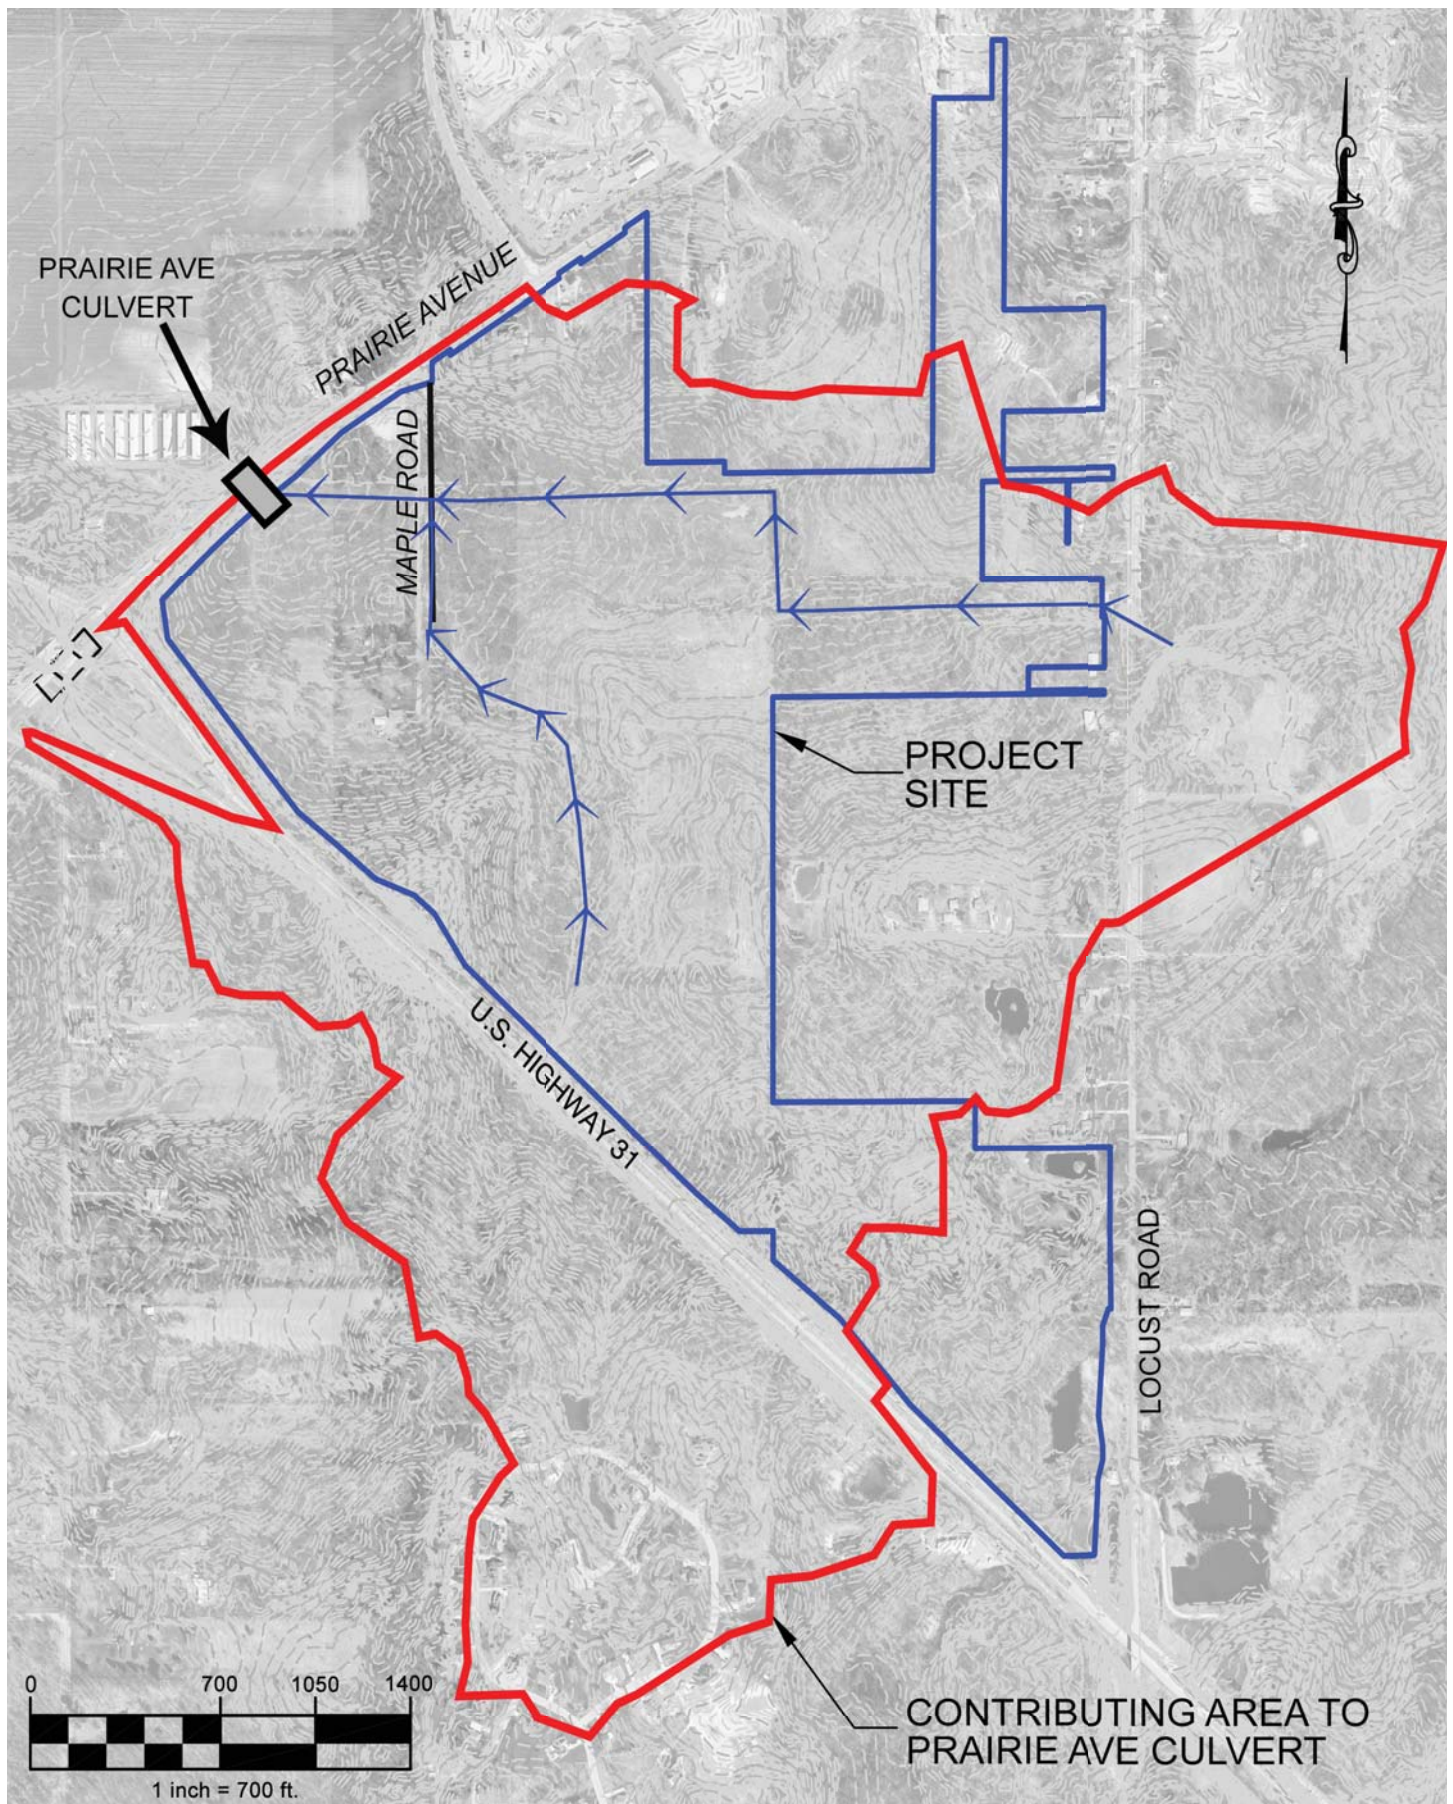 PRAIRIE AVE
CULVERT
PRAIRIE AVENUE
MAPLE ROAD
PROJECT
SITE
U.S. HIGHWAY 31
LOCUST ROAD
CONTRIBUTING AREA TO
PRAIRIE AVE CULVERT
0 700 1050 1400
1 inch = 700 ft.